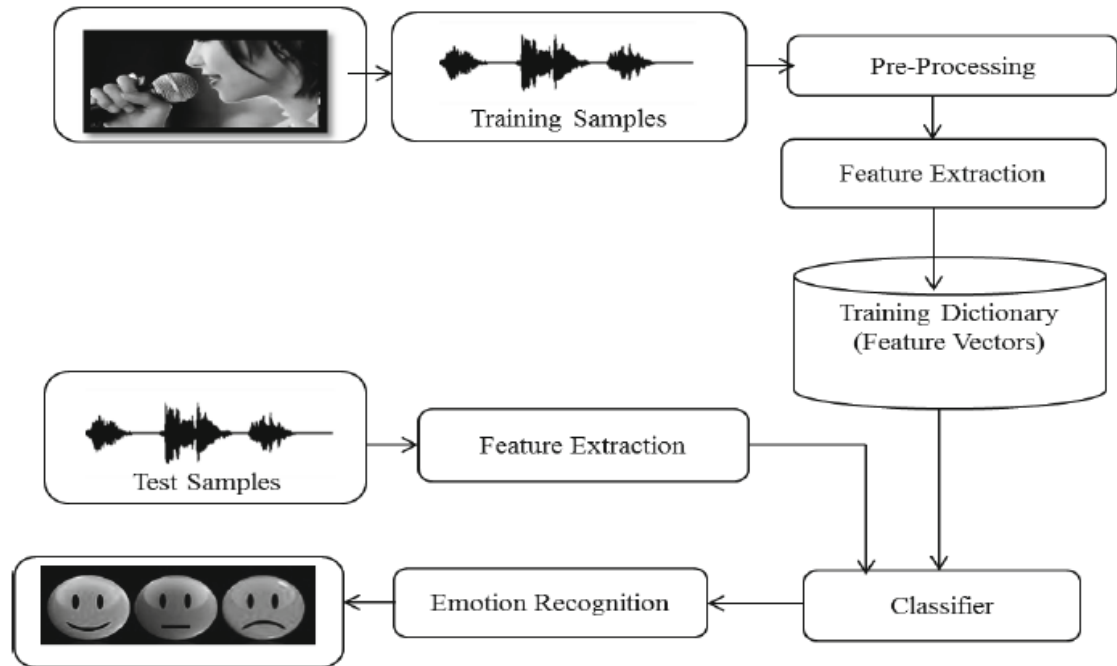 Training Samples
Pre-Processing
Feature Extraction
Training Dictionary
(Feature Vectors)
Test Samples
Feature Extraction
Emotion Recognition
Classifier